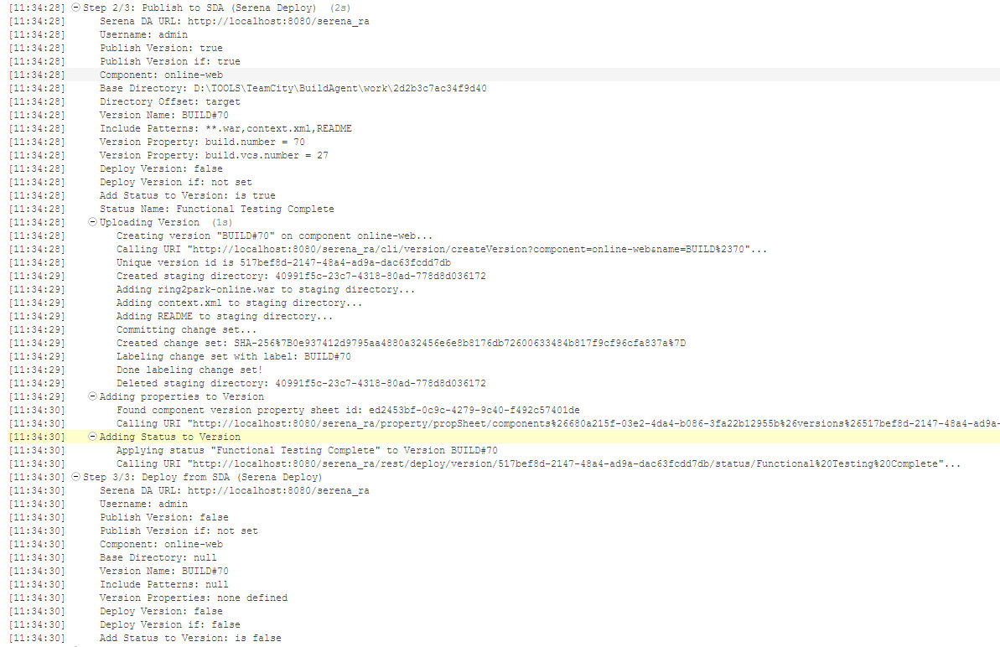 [11:34:28] Step 2/3: Publish to SDA (Serena Deploy) (2s)
[11:34:28] Serena DA URL: http://localhost:8080/serena_ra
[11:34:28] Username: admin
[11:34:28] Publish Version: true
[11:34:28] Publish Version if: true
[11:34:28] Component: online-web
[11:34:28] Base Directory: D:\TOOLS\TeamCity\BuildAgent\work\2d2b3c7ac34f9d40
[11:34:28] Directory Offset: target
[11:34:28] Version Name: BUILD#70
[11:34:28] Include Patterns: **.war,context.xml,README
[11:34:28] Version Property: build.number = 70
[11:34:28] Version Property: build.vcs.number = 27
[11:34:28] Deploy Version: false
[11:34:28] Deploy Version if: not set
[11:34:28] Add Status to Version: is true
[11:34:28] Status Name: Functional Testing Complete
[11:34:28] Uploading Version (1s)
[11:34:28] Creating version "BUILD#70" on component online-web...
[11:34:28] Calling URI "http://localhost:8080/serena_ra/cli/version/createVersion?component=online-web&name=BUILD%2370"...
[11:34:28] Unique version id is 517bef8d-2147-48a4-ad9a-dac63fcdd7db
[11:34:28] Created staging directory: 40991f5c-23c7-4318-80ad-778d8d036172
[11:34:29] Adding ring2park-online.war to staging directory...
[11:34:29] Adding context.xml to staging directory...
[11:34:29] Adding README to staging directory...
[11:34:29] Committing change set...
[11:34:29] Created change set: SHA-256%7B0e937412d9795aa4880a32456e6e8b8176db72600633484b817f9cf96cfa837a%7D
[11:34:29] Labeling change set with label: BUILD#70
[11:34:29] Done labeling change set!
[11:34:29] Deleted staging directory: 40991f5c-23c7-4318-80ad-778d8d036172
[11:34:29] Adding properties to Version
[11:34:30] Found component version property sheet id: ed2453bf-0c9c-4279-9c40-f492c57401de
[11:34:30] Calling URI "http://localhost:8080/serena_ra/property/propSheet/components%26680a215f-03e2-4da4-b086-3fa22b12955b%26versions%26517bef8d-2147-48a4-ad9a-
[11:34:30] Adding Status to Version
[11:34:30] Applying status "Functional Testing Complete" to Version BUILD#70
[11:34:30] Calling URI "http://localhost:8080/serena_ra/rest/deploy/version/517bef8d-2147-48a4-ad9a-dac63fcdd7db/status/Functional%20Testing%20Complete"...
[11:34:30] Step 3/3: Deploy from SDA (Serena Deploy)
[11:34:30] Serena DA URL: http://localhost:8080/serena_ra
[11:34:30] Username: admin
[11:34:30] Publish Version: false
[11:34:30] Publish Version if: not set
[11:34:30] Component: online-web
[11:34:30] Base Directory: null
[11:34:30] Version Name: BUILD#70
[11:34:30] Include Patterns: null
[11:34:30] Version Properties: none defined
[11:34:30] Deploy Version: false
[11:34:30] Deploy Version if: false
[11:34:30] Add Status to Version: is false